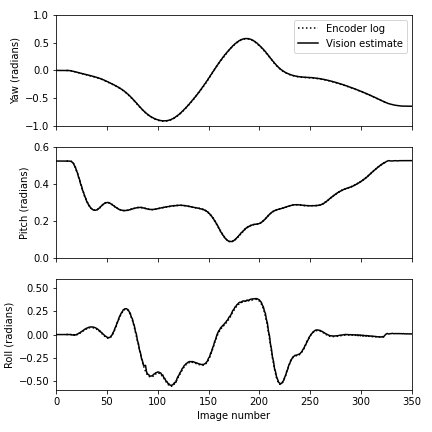 1.0
0.5
0.0
−0.5
−1.0
Yaw (radians)
Encoder log
Vision estimate
0.6
0.4
0.2
0.0
Pitch (radians)
0.50
0.25
0.00
−0.25
−0.50
Roll (radians)
0 50 100 150 200 250 300 350
Image number